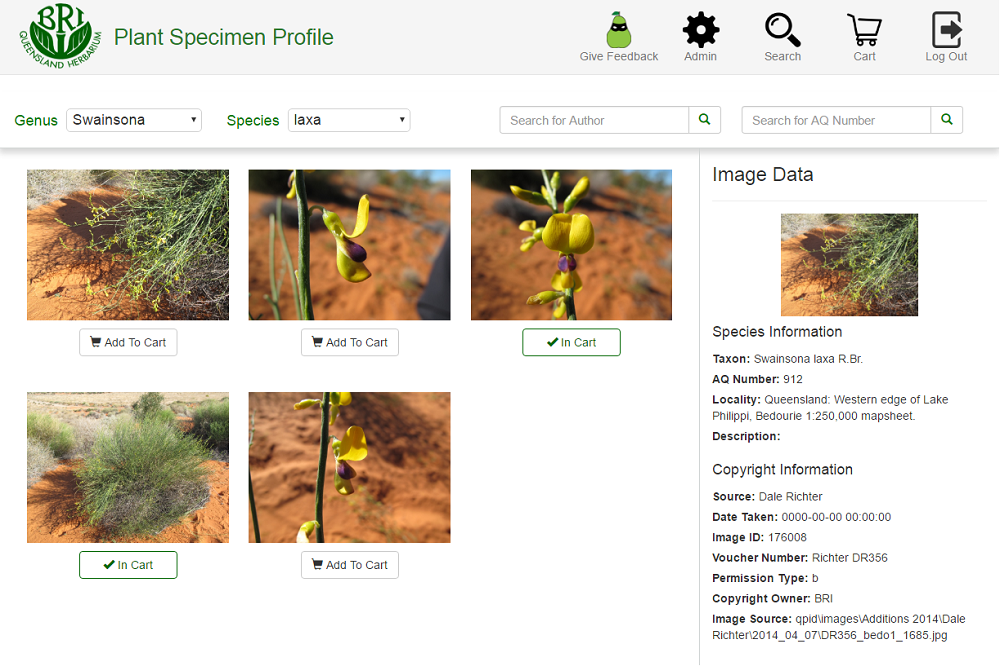 BRI
QUEENSLAND HERBARIUM
Plant Specimen Profile
Give Feedback
Admin
Search
Cart
Log Out
Genus Swainsona
Species laxa
Search for Author
Search for AQ Number
Add To Cart
Add To Cart
In Cart
In Cart
Add To Cart
Image Data
Species Information
Taxon: Swainsona laxa R.Br.
AQ Number: 912
Locality: Queensland: Western edge of Lake
Philippi, Bedourie 1:250,000 mapsheet.
Description:
Copyright Information
Source: Dale Richter
Date Taken: 0000-00-00 00:00:00
Image ID: 176008
Voucher Number: Richter DR356
Permission Type: b
Copyright Owner: BRI
Image Source: qpid\images\Additions 2014\Dale
Richter\2014_04_07\DR356_bedo1_1685.jpg